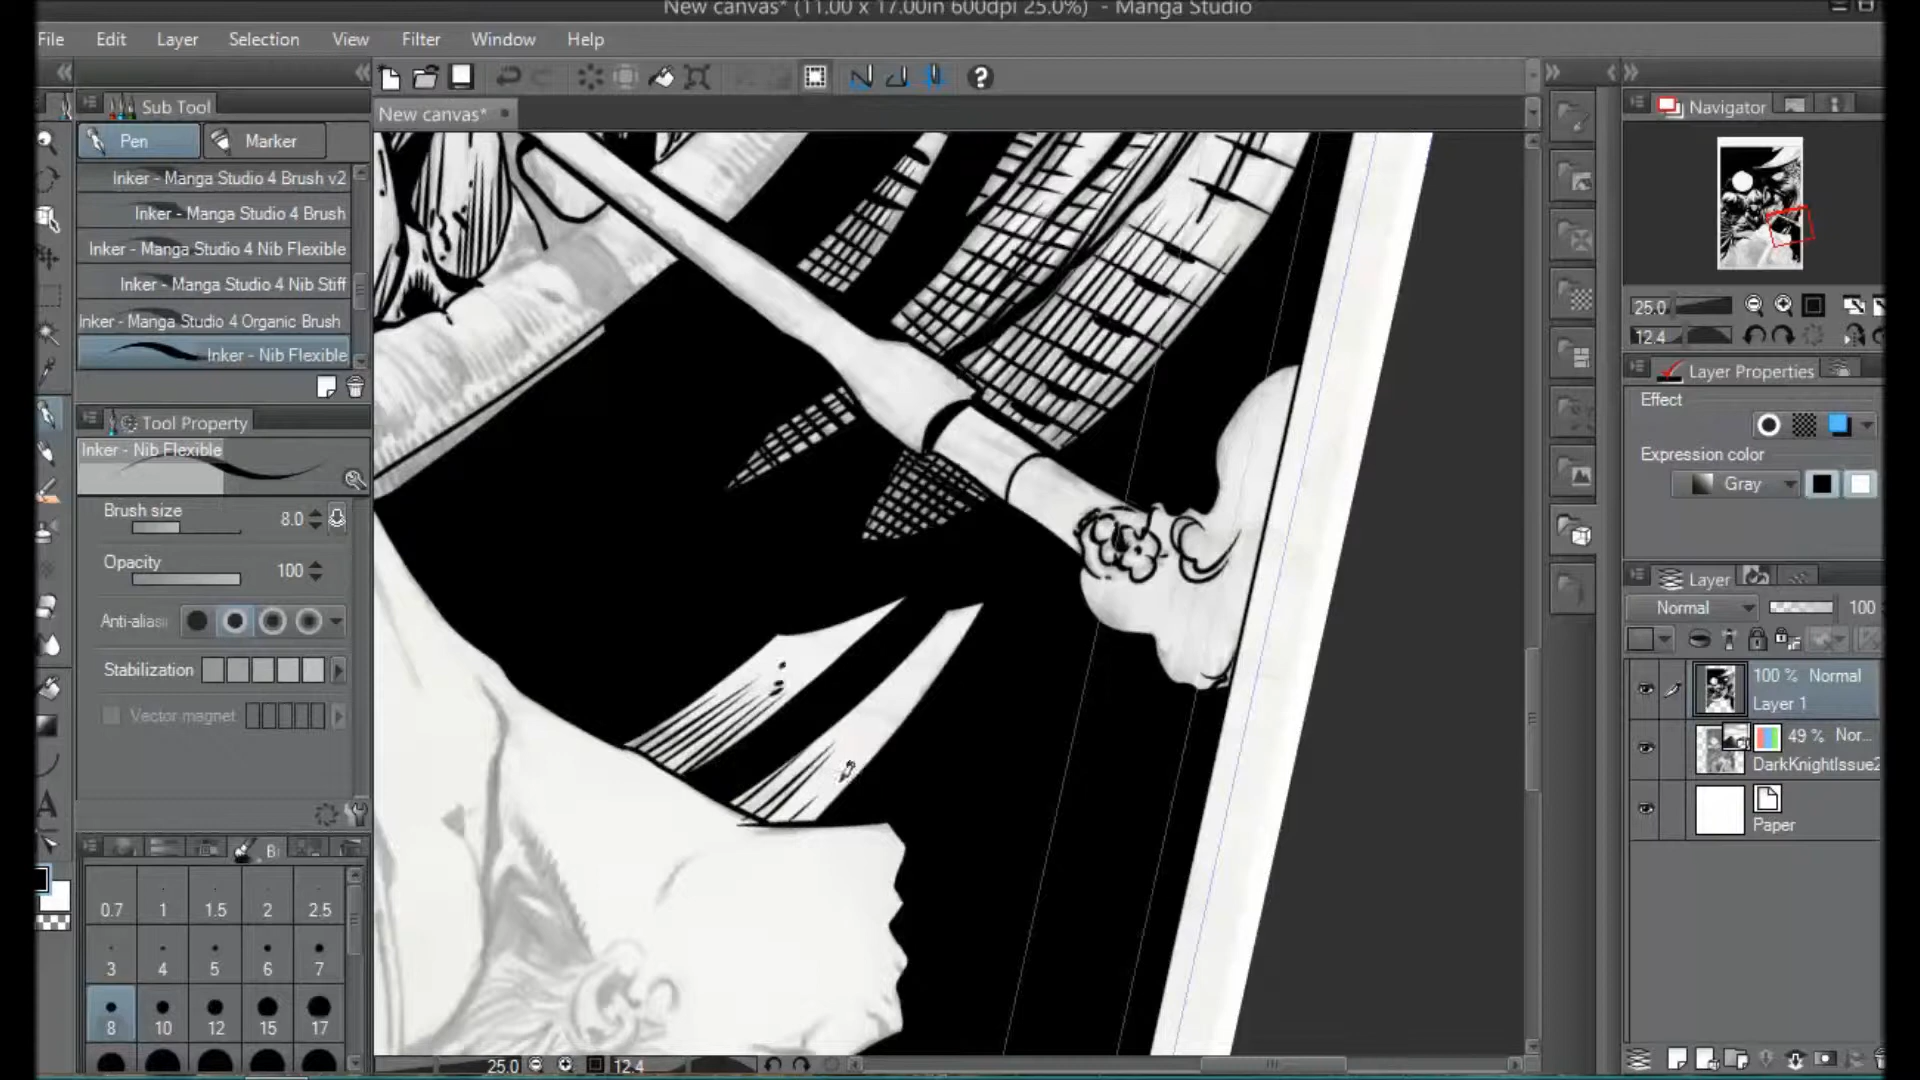 New canvas* (11.00 x 17.00in 600dpi 25.0%) - Manga Studio
File Edit Layer Selection View Filter Window Help
Sub Tool
Pen Marker
Inker - Manga Studio 4 Brush v2
Inker - Manga Studio 4 Brush
Inker - Manga Studio 4 Nib Flexible
Inker - Manga Studio 4 Nib Stiff
Inker - Manga Studio 4 Organic Brush
Inker - Nib Flexible
Tool Property
Inker - Nib Flexible
Brush size 8.0
Opacity 100
Anti-alias
Stabilization
Vector magnet
0.7 1 1.5 2 2.5
3 4 5 6 7
8 10 12 15 17
New canvas*
25.0 12.4
Navigator
25.0
12.4
Layer Properties
Effect
Expression color
Gray
Layer
Normal 100
100 % Normal
Layer 1
49 % Nor...
DarkKnightIssue2
Paper